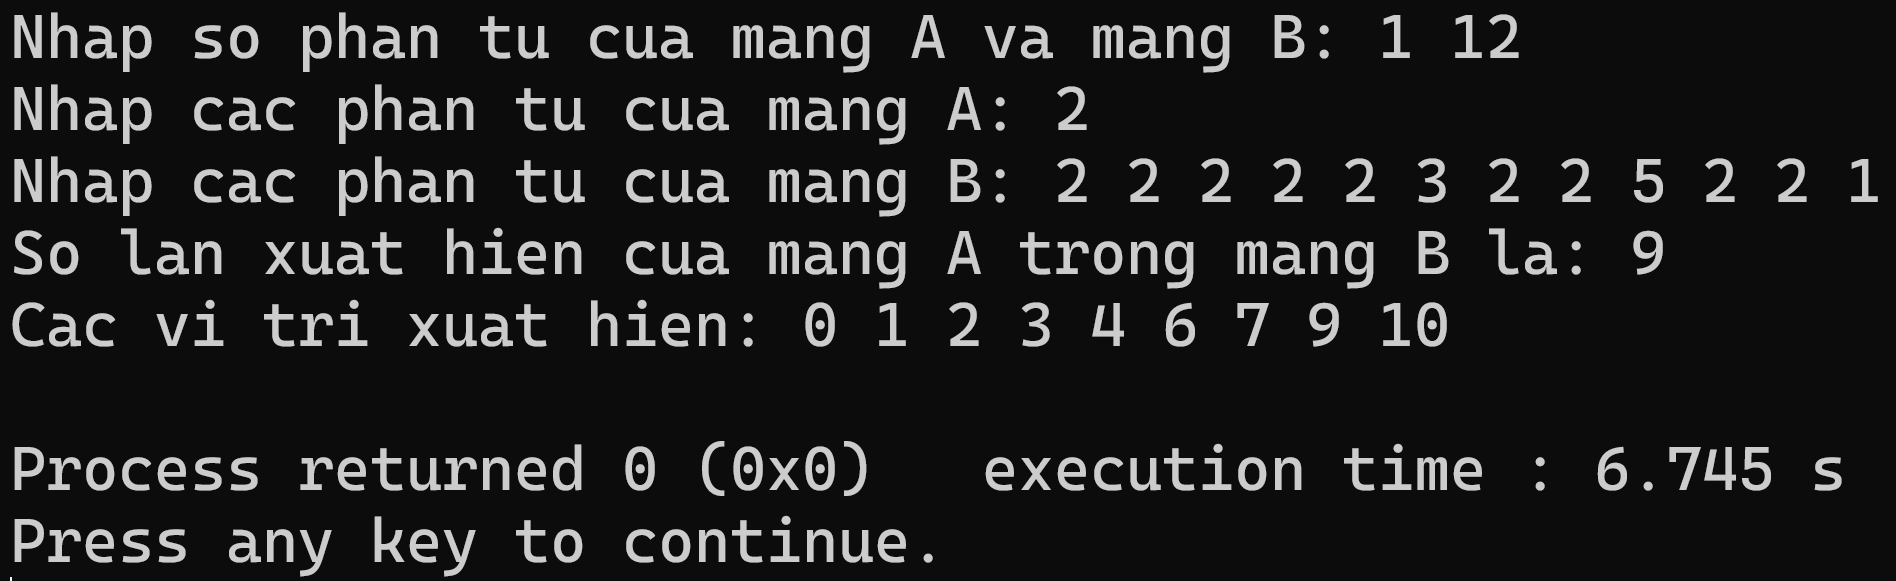 Nhap so phan tu cua mang A va mang B: 1 12
Nhap cac phan tu cua mang A: 2
Nhap cac phan tu cua mang B: 2 2 2 2 2 3 2 2 5 2 2 1
So lan xuat hien cua mang A trong mang B la: 9
Cac vi tri xuat hien: 0 1 2 3 4 6 7 9 10
Process returned 0 (0x0)   execution time : 6.745 s
Press any key to continue.